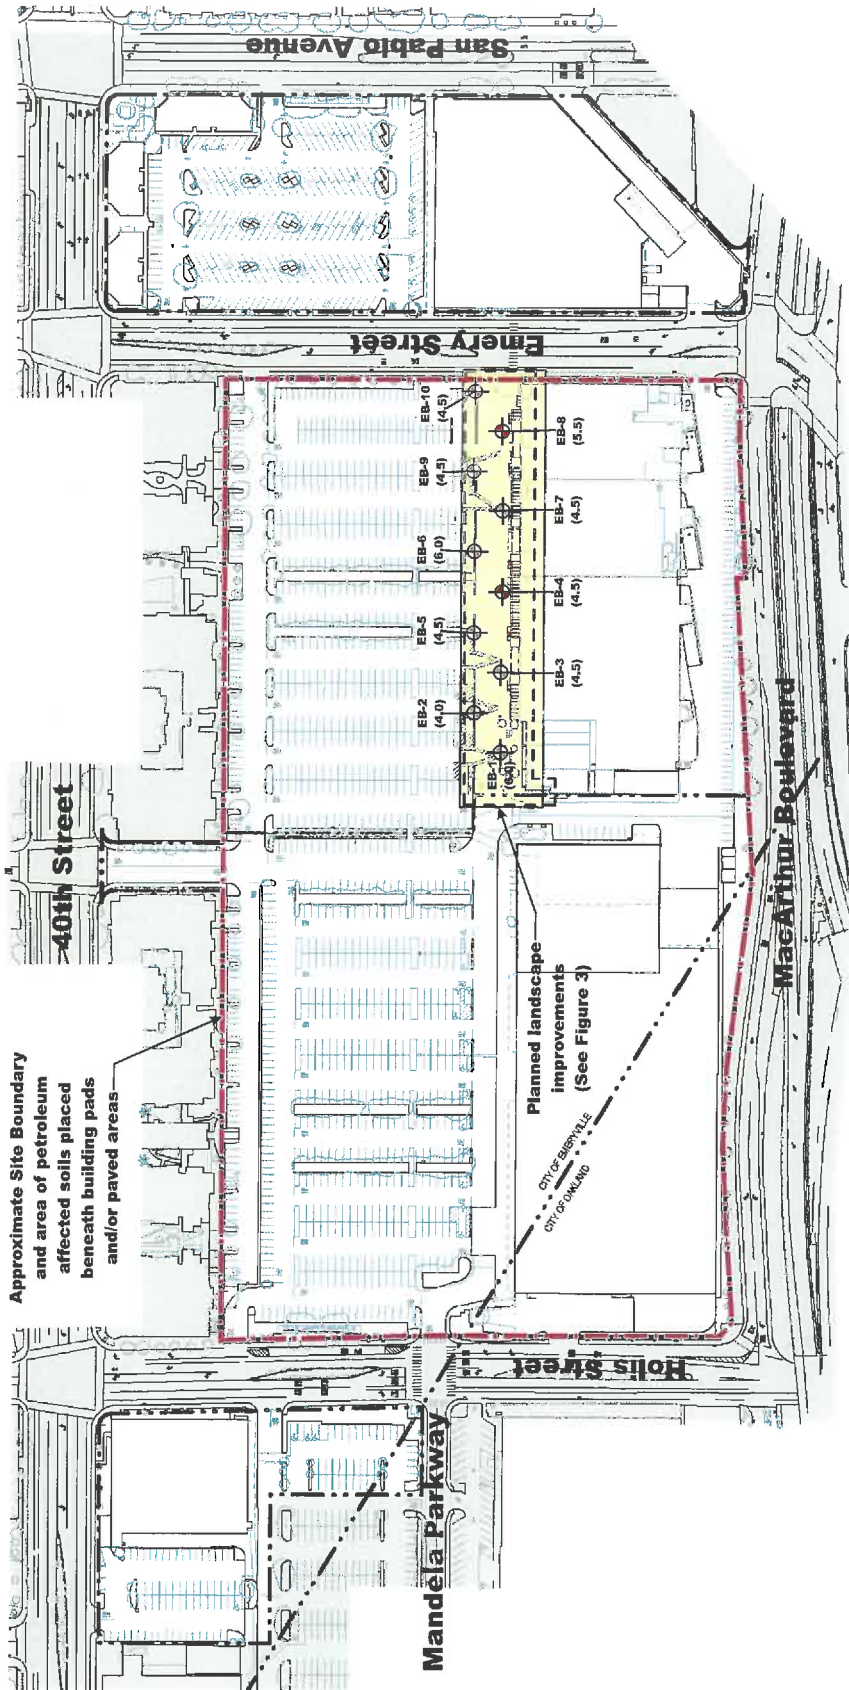 San Pablo Avenue
Emery Street
EB-10
(4.5)
EB-9
(4.5)
EB-8
(5.5)
EB-7
(4.5)
EB-6
(6.0)
EB-5
(4.5)
EB-4
(4.5)
EB-3
(4.5)
EB-2
(4.0)
EB-1
(6.0)
40th Street
MacArthur Boulevard
Approximate Site Boundary
and area of petroleum
affected soils placed
beneath building pads
and/or paved areas
Planned landscape
improvements
(See Figure 3)
CITY OF EMERYVILLE
CITY OF OAKLAND
Hollis Street
Mandela Parkway